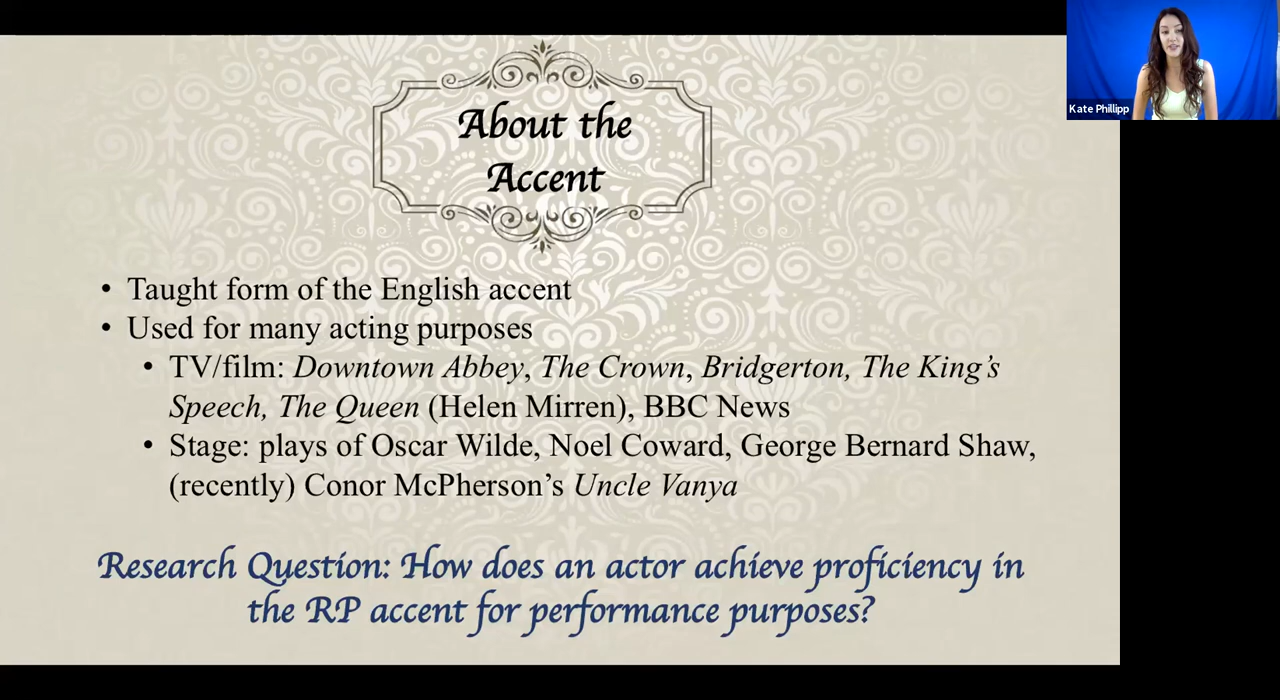 About the
Accent
Kate Phillipp
• Taught form of the English accent
• Used for many acting purposes
• TV/film: Downtown Abbey, The Crown, Bridgerton, The King’s
Speech, The Queen (Helen Mirren), BBC News
• Stage: plays of Oscar Wilde, Noel Coward, George Bernard Shaw,
(recently) Conor McPherson’s Uncle Vanya
Research Question: How does an actor achieve proficiency in
the RP accent for performance purposes?